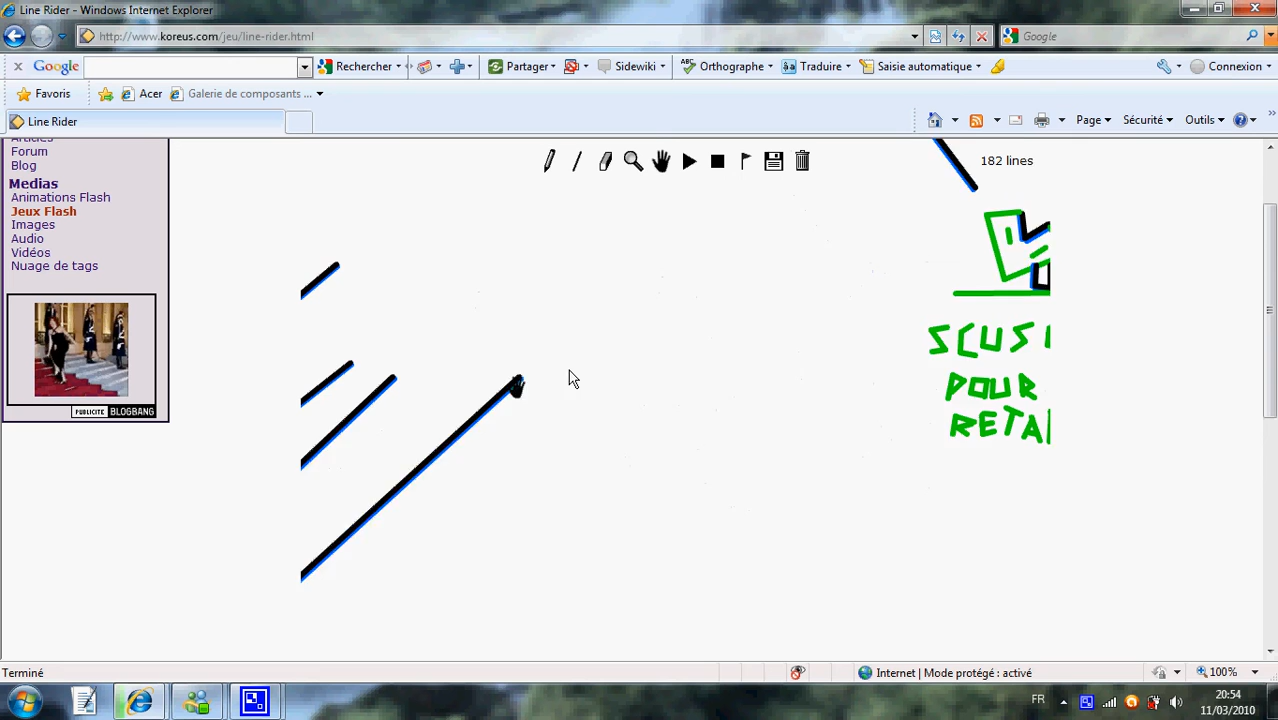 Line Rider - Windows Internet Explorer
http://www.koreus.com/jeu/line-rider.html
Google
Google
Rechercher
Partager
Sidewiki
ABC
Orthographe
Traduire
Saisie automatique
Connexion
Favoris
Acer
Galerie de composants ...
Line Rider
Page
Sécurité
Outils
Articles
Forum
Blog
Medias
Animations Flash
Jeux Flash
Images
Audio
Vidéos
Nuage de tags
PUBLICITE BLOGBANG
182 lines
SCUSI
POUR
RETA
Terminé
Internet | Mode protégé : activé
100%
FR
20:54
11/03/2010